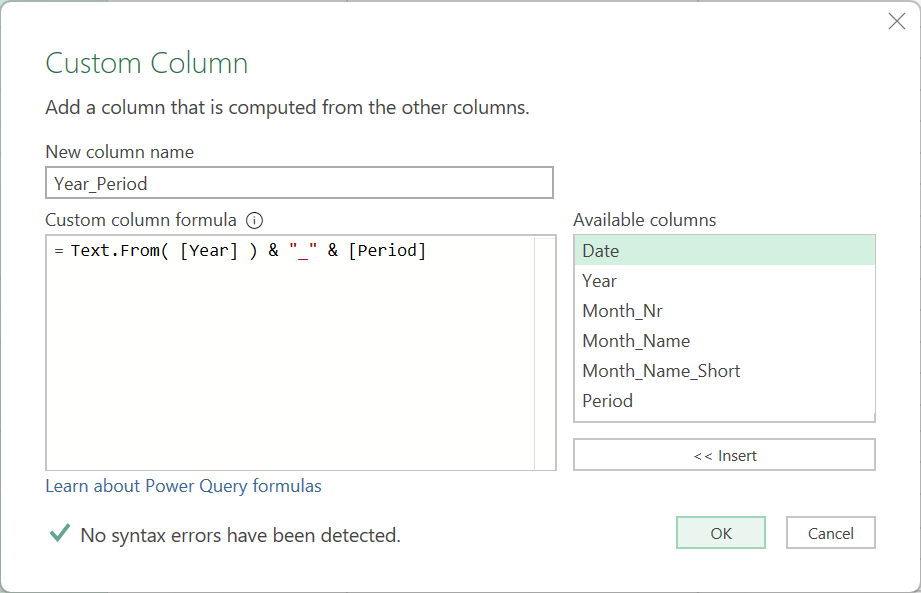 Custom Column
Add a column that is computed from the other columns.
New column name
Year_Period
Custom column formula
Available columns
= Text.From( [Year] ) & "_" & [Period]
Date
Year
Month_Nr
Month_Name
Month_Name_Short
Period
<< Insert
Learn about Power Query formulas
No syntax errors have been detected.
OK
Cancel